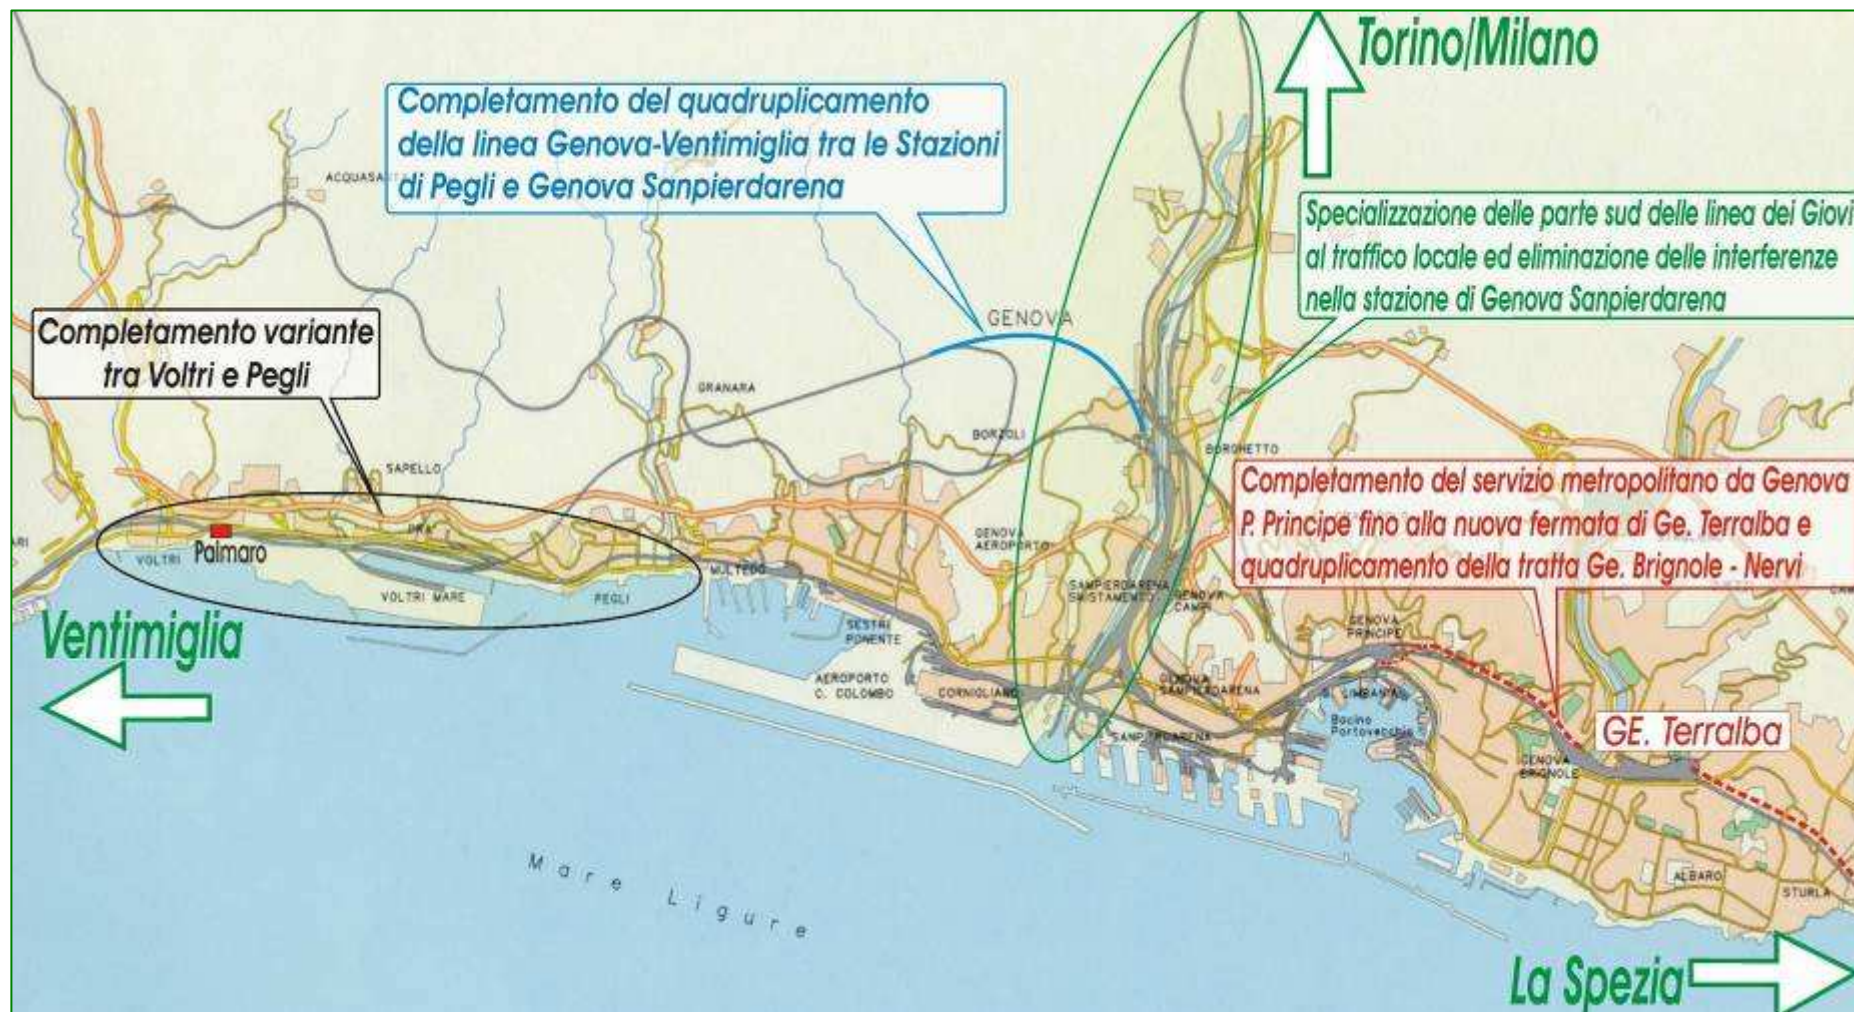 Torino/Milano
Completamento del quadruplicamento
della linea Genova-Ventimiglia tra le Stazioni
di Pegli e Genova Sanpierdarena
ACQUASA
Specializzazione delle parte sud delle linea dei Giovi
al traffico locale ed eliminazione delle interferenze
nella stazione di Genova Sanpierdarena
GENOVA
Completamento variante
tra Voltri e Pegli
GRANARA
BORZOLI
BORGHETTO
SAPELLO
Completamento del servizio metropolitano da Genova
P. Principe fino alla nuova fermata di Ge. Terralba e
quadruplicamento della tratta Ge. Brignole - Nervi
PRA
GENOVA
AEROPORTO
Palmaro
VOLTRI
MULTEDO
VOLTRI MARE
PEGLI
SAMPIERDARENA
SMISTAMENTO
GENOVA
CAMPI
SESTRI
PONENTE
GENOVA
PRINCIPE
Ventimiglia
AEROPORTO
C. COLOMBO
CORNIGLIANO
GENOVA
SAMPIERDARENA
S. LIMBANIA
Bacino
Portovecchio
SANPIERDARENA
GE. Terralba
GENOVA
BRIGNOLE
ALBARO
STURLA
Mare Ligure
La Spezia